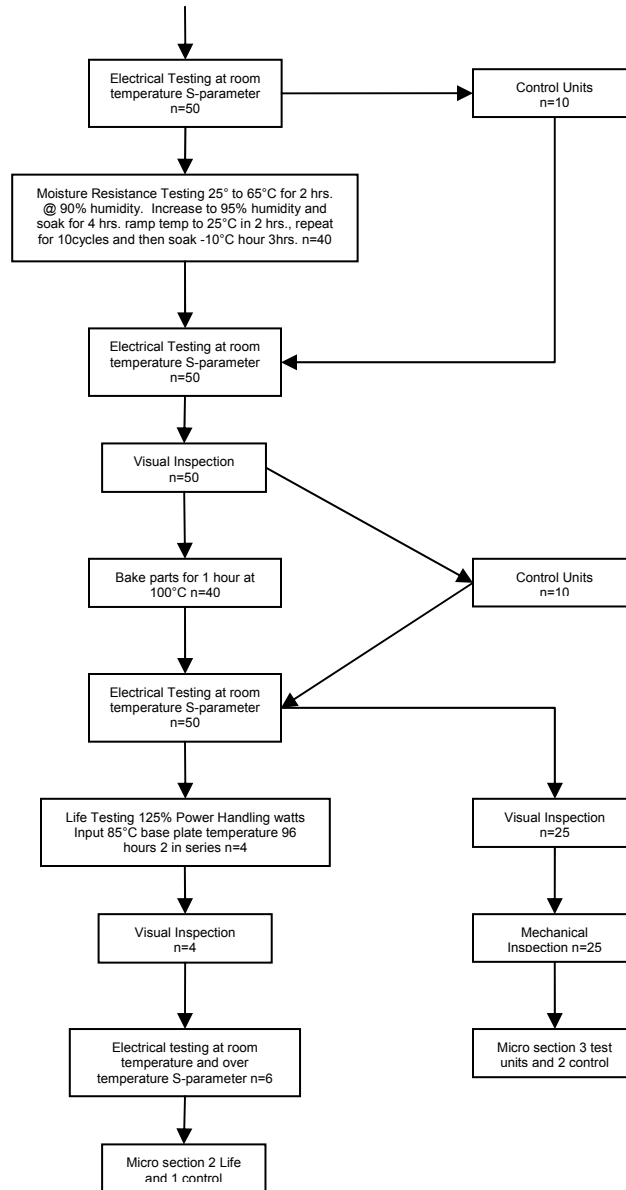 Electrical Testing at room
temperature S-parameter
n=50
Control Units
n=10
Moisture Resistance Testing 25° to 65°C for 2 hrs.
@ 90% humidity. Increase to 95% humidity and
soak for 4 hrs. ramp temp to 25°C in 2 hrs., repeat
for 10cycles and then soak -10°C hour 3hrs. n=40
Electrical Testing at room
temperature S-parameter
n=50
Visual Inspection
n=50
Bake parts for 1 hour at
100°C n=40
Control Units
n=10
Electrical Testing at room
temperature S-parameter
n=50
Life Testing 125% Power Handling watts
Input 85°C base plate temperature 96
hours 2 in series n=4
Visual Inspection
n=25
Visual Inspection
n=4
Mechanical
Inspection n=25
Electrical testing at room
temperature and over
temperature S-parameter n=6
Micro section 3 test
units and 2 control
Micro section 2 Life
and 1 control